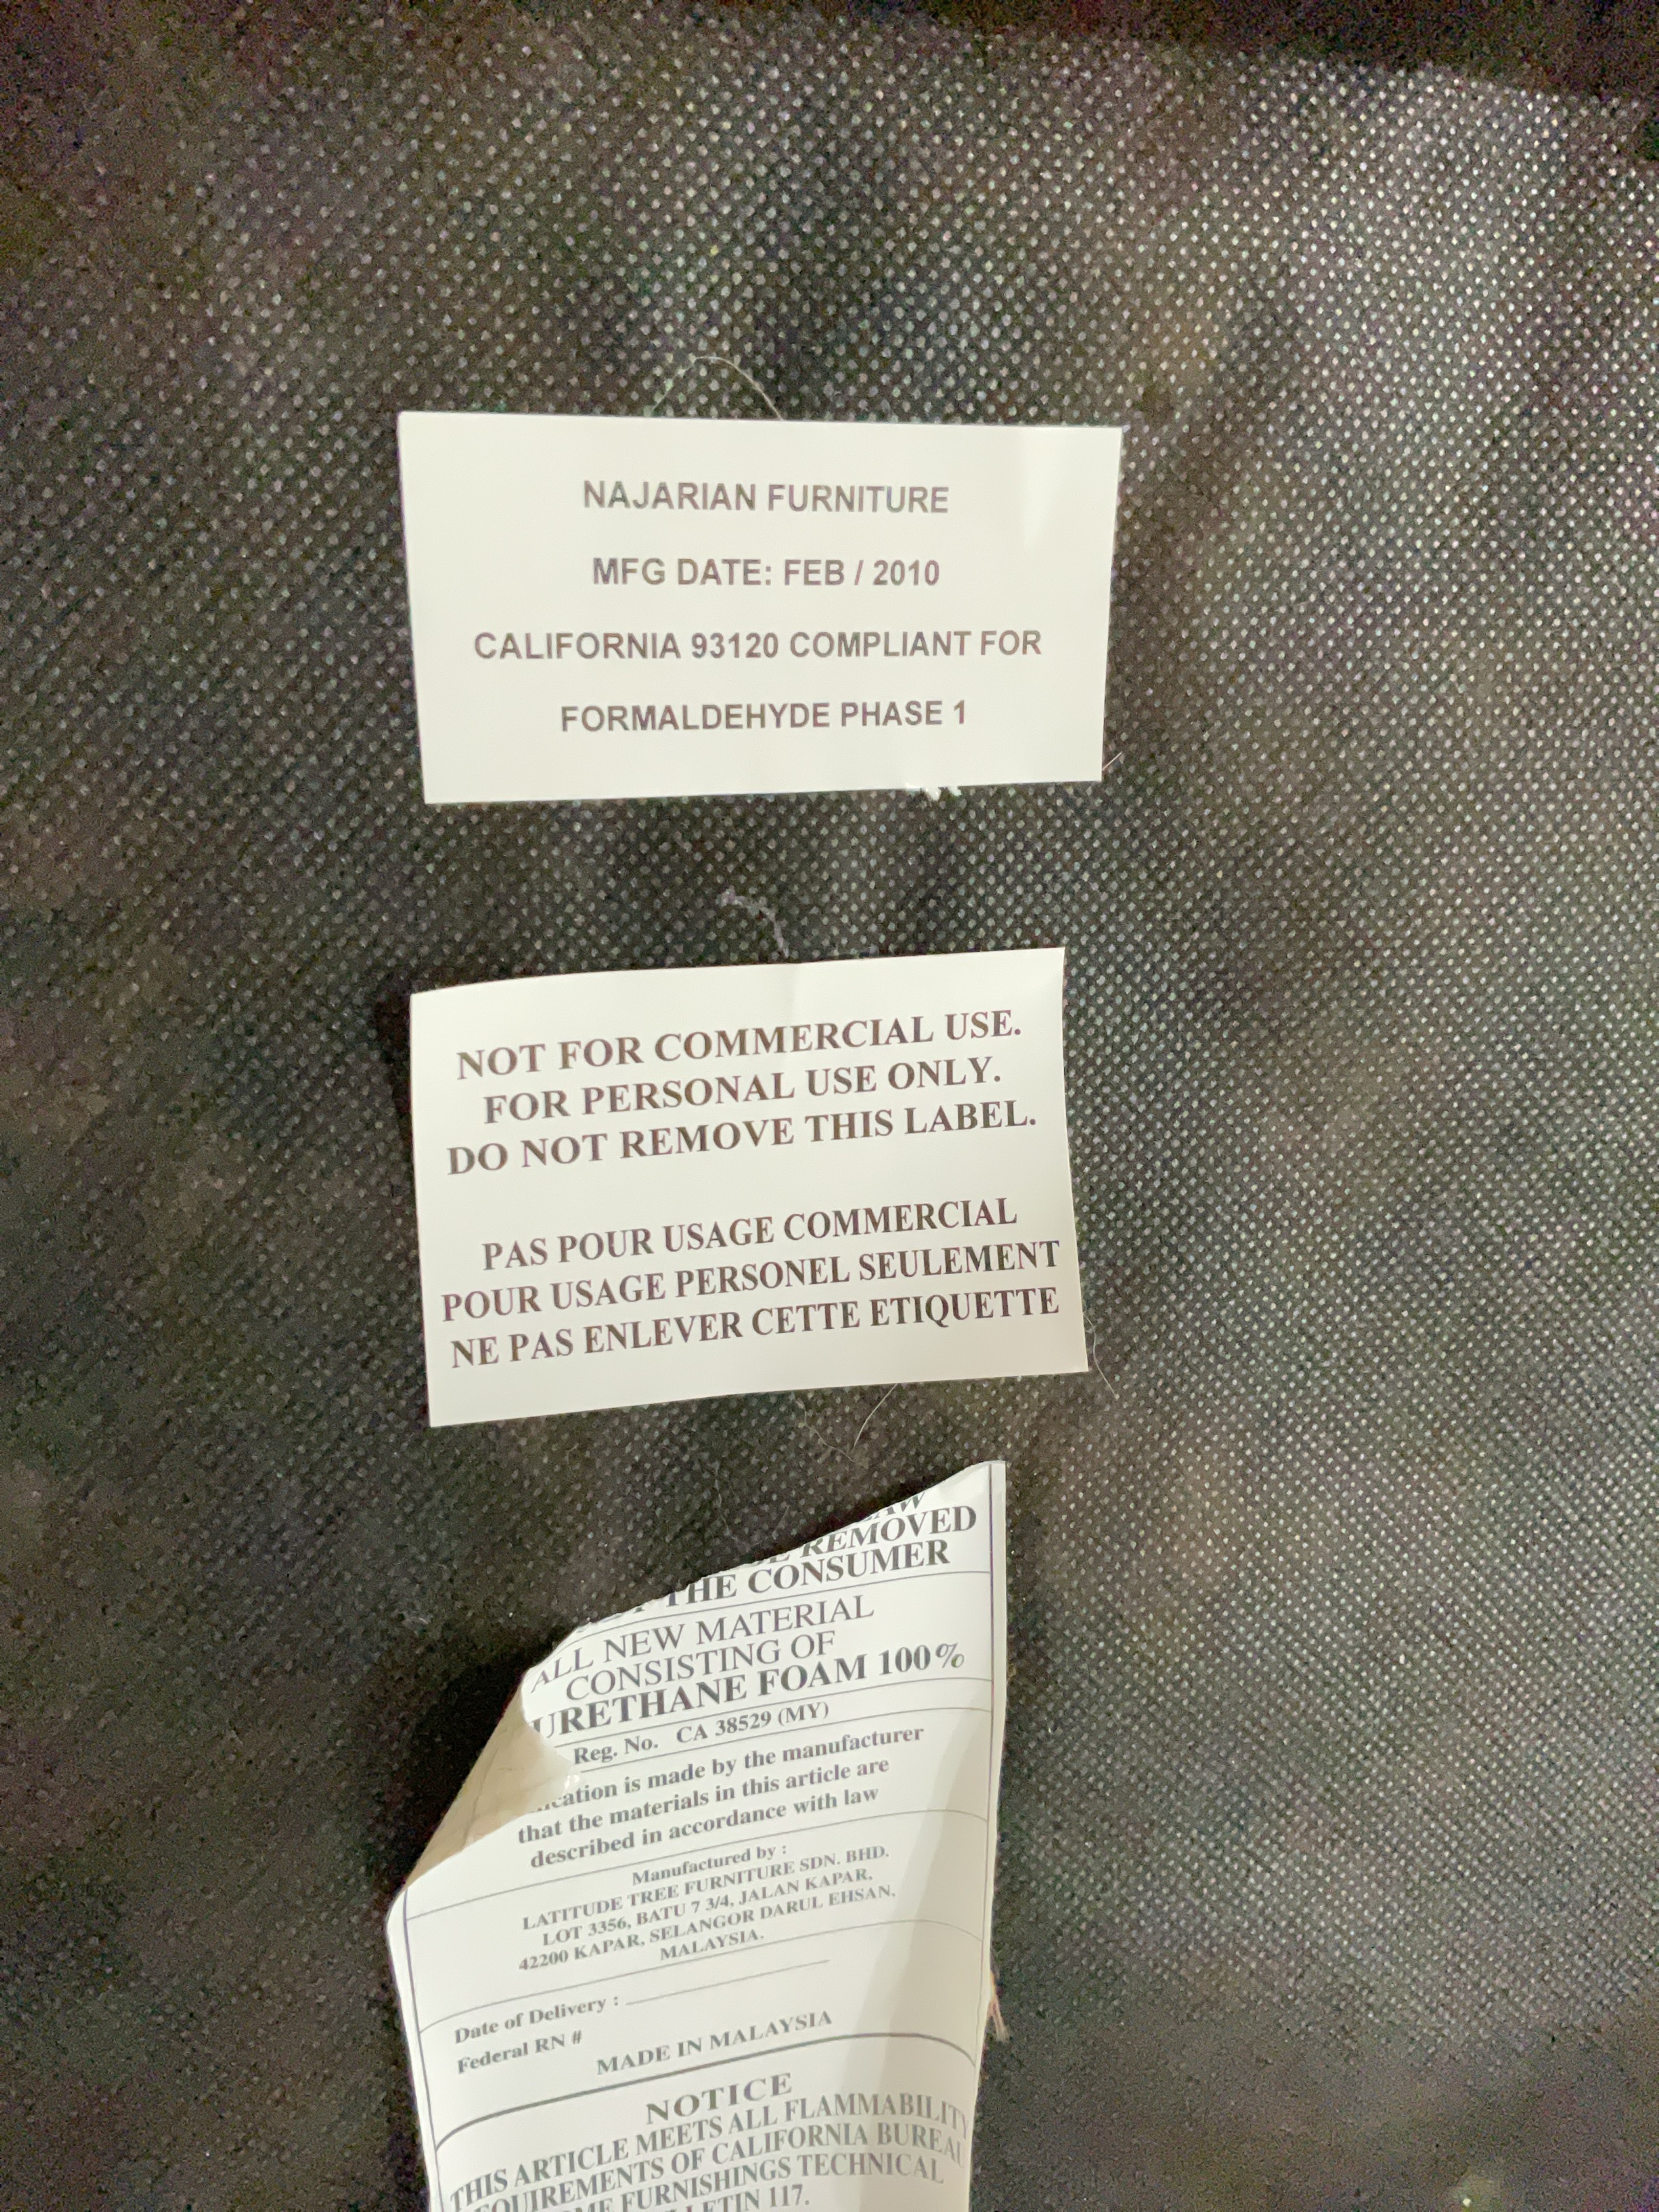 NAJARIAN FURNITURE
MFG DATE: FEB / 2010
CALIFORNIA 93120 COMPLIANT FOR
FORMALDEHYDE PHASE 1
NOT FOR COMMERCIAL USE.
FOR PERSONAL USE ONLY.
DO NOT REMOVE THIS LABEL.
PAS POUR USAGE COMMERCIAL
POUR USAGE PERSONEL SEULEMENT
NE PAS ENLEVER CETTE ETIQUETTE
REMOVED
THE CONSUMER
ALL NEW MATERIAL
CONSISTING OF
URETHANE FOAM 100%
Reg. No. CA 38529 (MY)
is made by the manufacturer
that the materials in this article are
described in accordance with law
Manufactured by :
LATITUDE TREE FURNITURE SDN. BHD.
LOT 3356, BATU 7 3/4, JALAN KAPAR,
42200 KAPAR, SELANGOR DARUL EHSAN,
MALAYSIA.
Date of Delivery :
Federal RN #
MADE IN MALAYSIA
NOTICE
THIS ARTICLE MEETS ALL FLAMMABILITY
OF CALIFORNIA BUREAU
FURNISHINGS TECHNICAL
117.